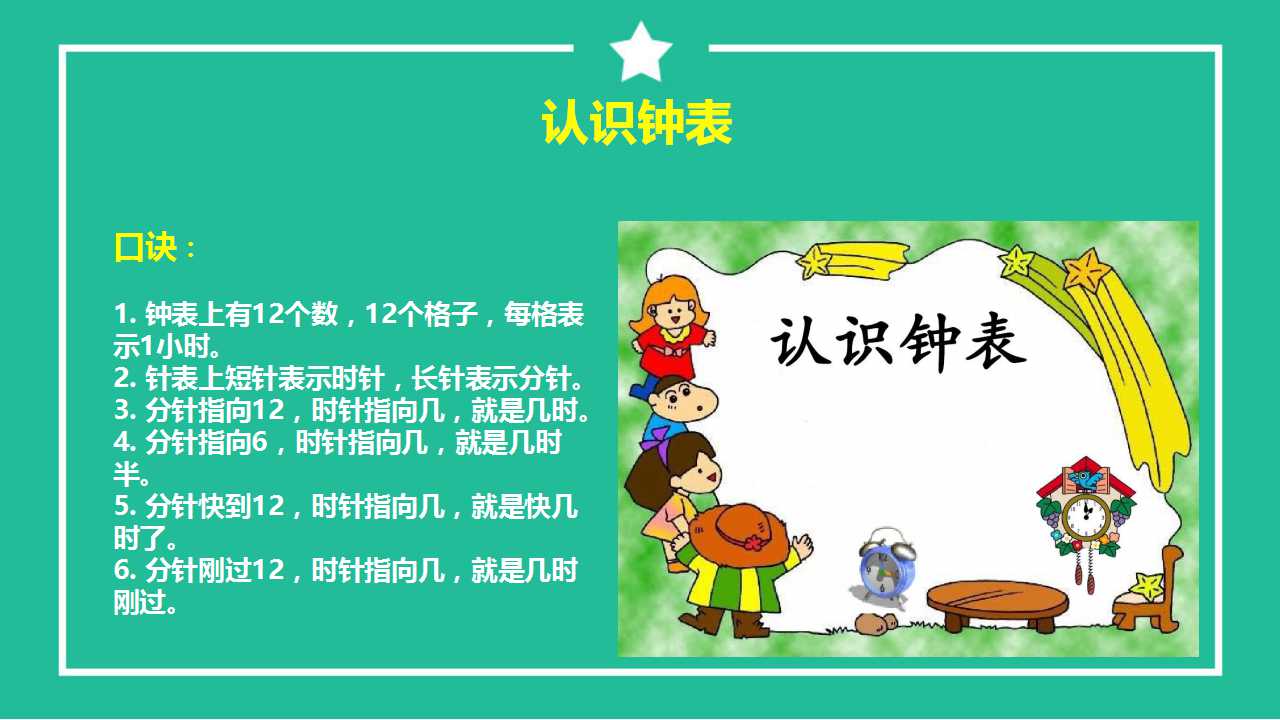 认识钟表
口诀：
1. 钟表上有12个数，12个格子，每格表
示1小时。
2. 针表上短针表示时针，长针表示分针。
3. 分针指向12，时针指向几，就是几时。
4. 分针指向6，时针指向几，就是几时
半。
5. 分针快到12，时针指向几，就是快几
时了。
6. 分针刚过12，时针指向几，就是几时
刚过。
认识钟表